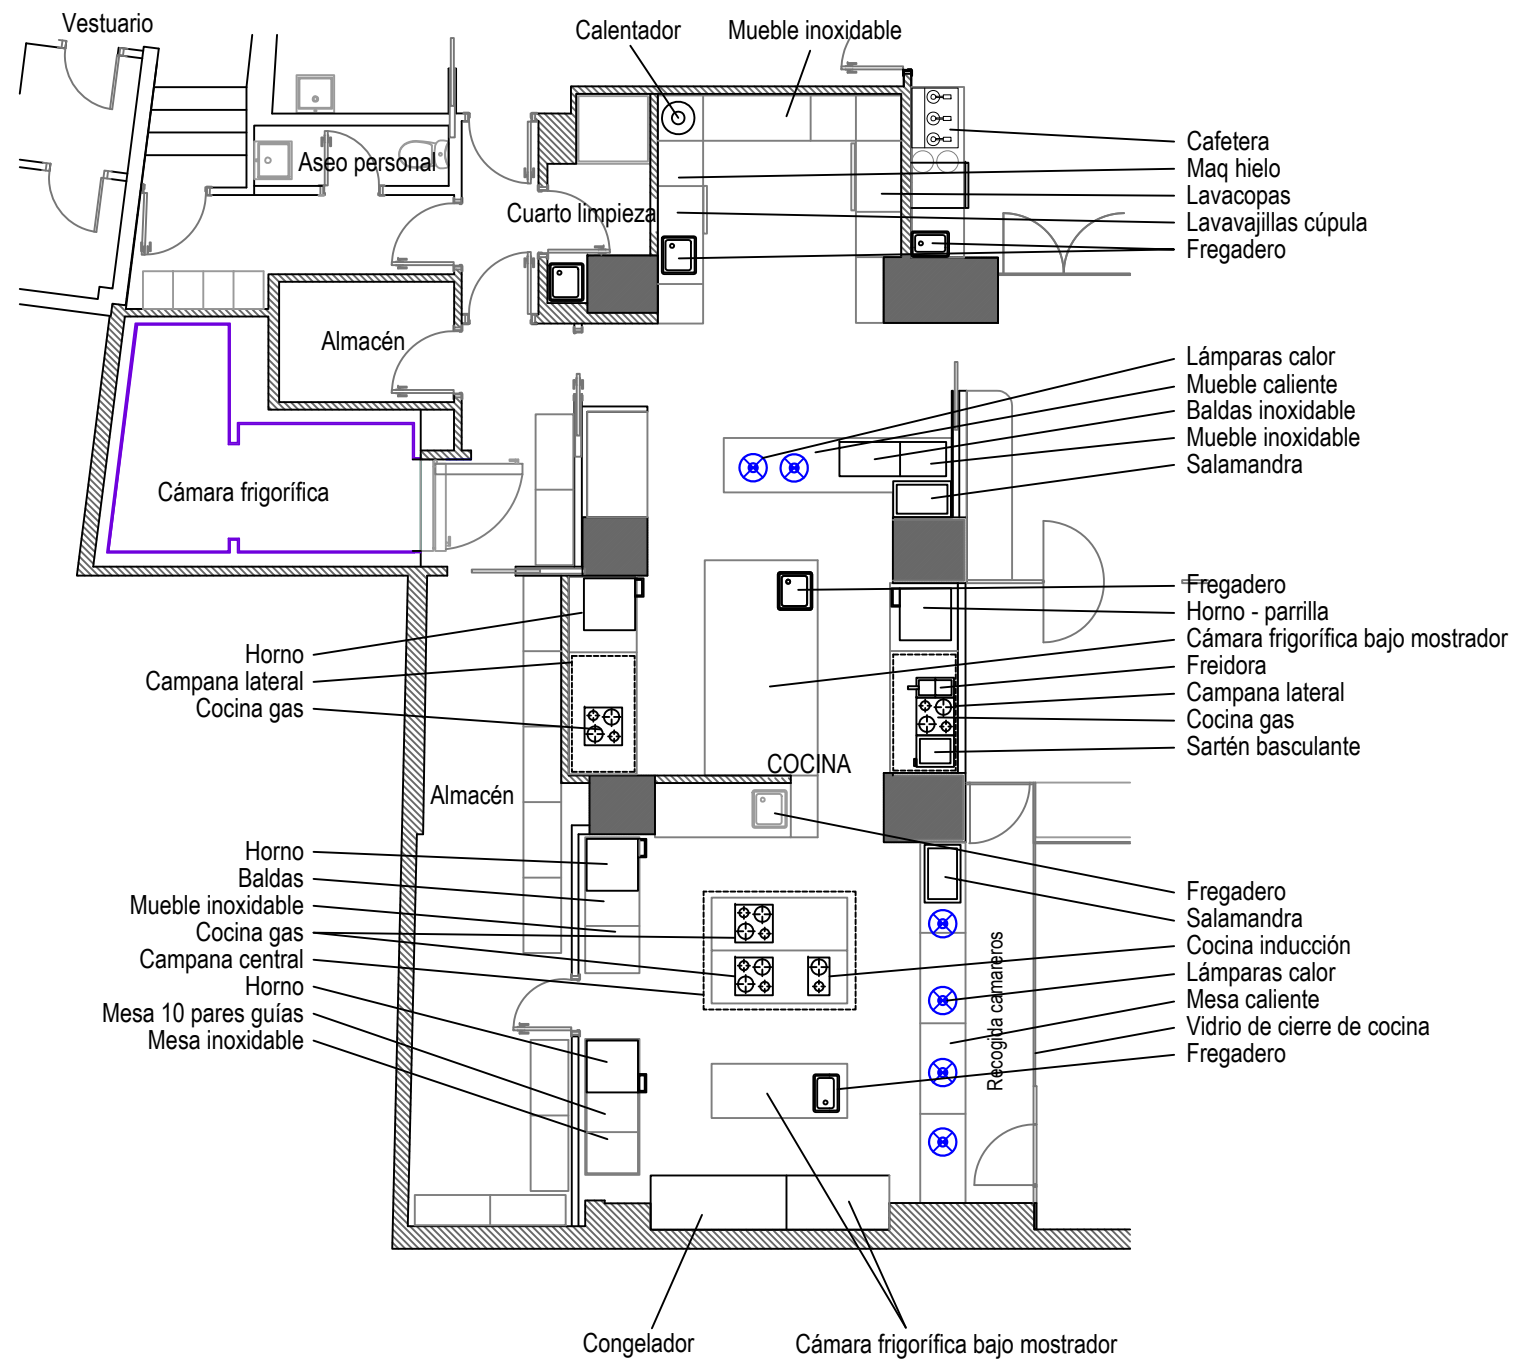 Vestuario
Calentador
Mueble inoxidable
Aseo personal
Cuarto limpieza
Cafetera
Maq hielo
Lavacopas
Lavavajillas cúpula
Fregadero
Almacén
Cámara frigorífica
Lámparas calor
Mueble caliente
Baldas inoxidable
Mueble inoxidable
Salamandra
Fregadero
Horno - parrilla
Cámara frigorífica bajo mostrador
Freidora
Campana lateral
Cocina gas
Sartén basculante
Horno
Campana lateral
Cocina gas
COCINA
Almacén
Horno
Baldas
Mueble inoxidable
Cocina gas
Campana central
Horno
Mesa 10 pares guías
Mesa inoxidable
Recogida camareros
Fregadero
Salamandra
Cocina inducción
Lámparas calor
Mesa caliente
Vidrio de cierre de cocina
Fregadero
Congelador
Cámara frigorífica bajo mostrador